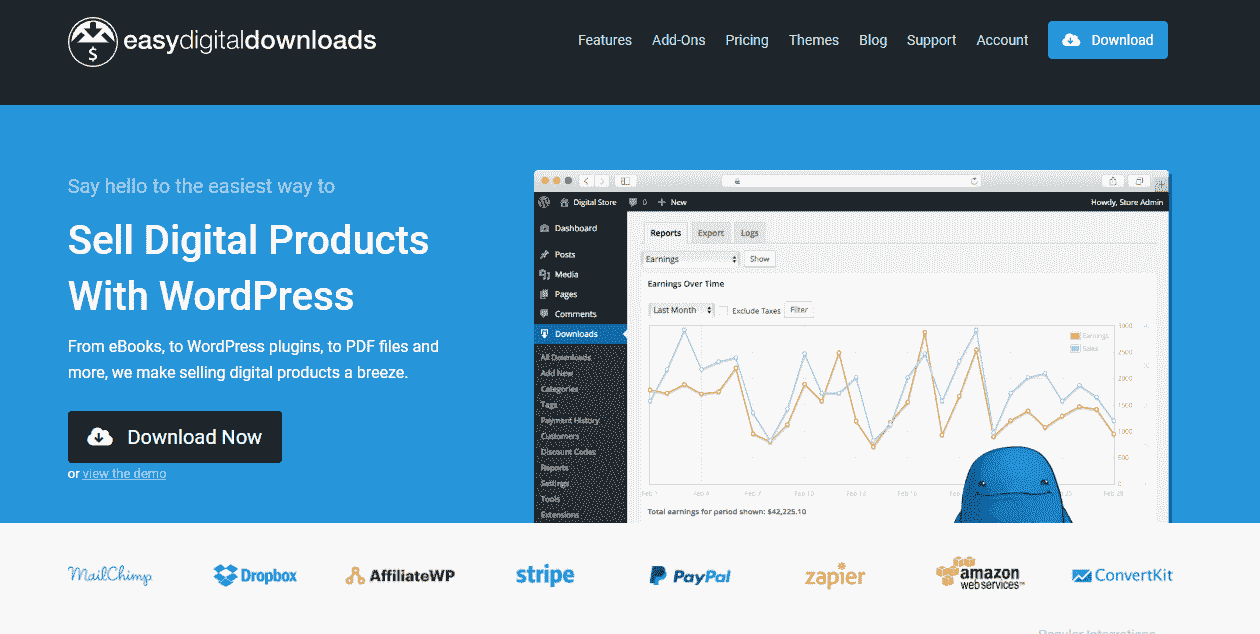 easydigitaldownloads
Features Add-Ons Pricing Themes Blog Support Account Download
Say hello to the easiest way to
Sell Digital Products
With WordPress
From eBooks, to WordPress plugins, to PDF files and
more, we make selling digital products a breeze.
Download Now
or view the demo
Digital Store 0 + New Howdy, Store Admin
Dashboard
Posts
Media
Pages
Comments
Downloads
All Downloads
Add New
Categories
Tags
Payment History
Customers
Discount Codes
Reports
Settings
Tools
Extensions
Reports Export Logs
Earnings Show
Earnings Over Time
Last Month Exclude Taxes Filter
Earnings
Sales
3000
2500
2000
1500
1000
500
0
Feb 1 Feb 4 Feb 7 Feb 10 Feb 13 Feb 16 25 Feb 28
Total earnings for period shown: $42,225.10
MailChimp Dropbox AffiliateWP stripe PayPal zapier amazon web services™ ConvertKit
Popular Integrations